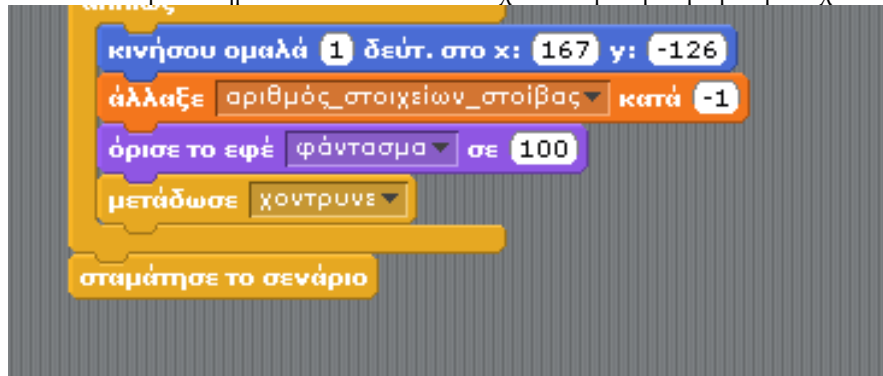 κινήσου ομαλά 1 δεύτ. στο x: 167 y: -126
άλλαξε αριθμός_στοιχείων_στοίβας κατά -1
όρισε το εφέ φάντασμα σε 100
μετάδωσε χοντρυνε
σταμάτησε το σενάριο